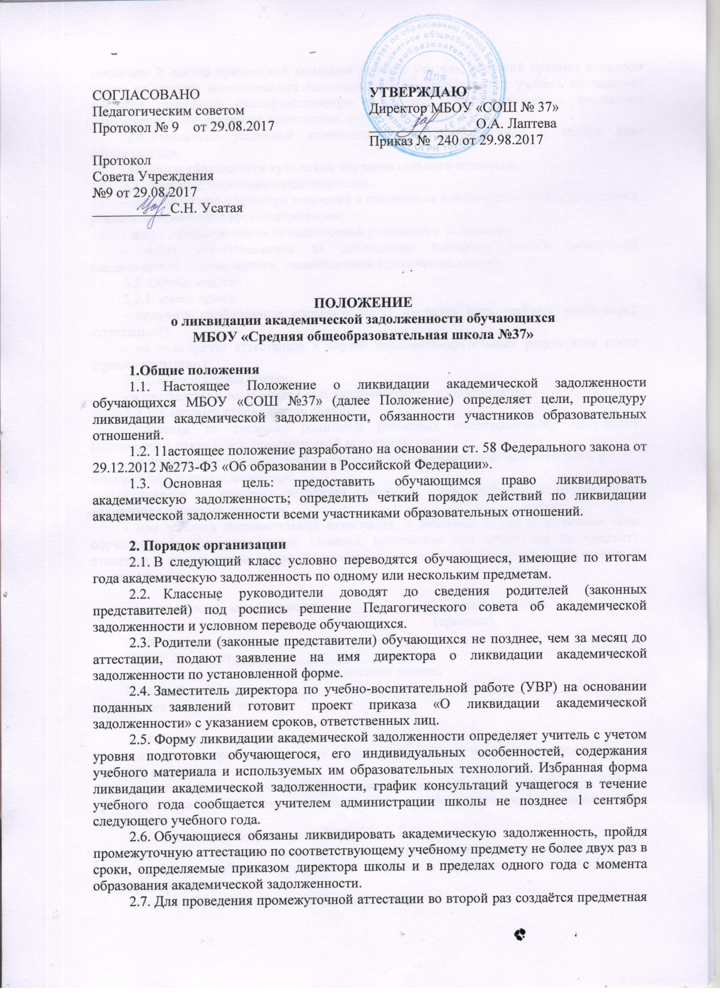 СОГЛАСОВАНО
Педагогическим советом
Протокол № 9 от 29.08.2017
Протокол
Совета Учреждения
№9 от 29.08.2017
___________С.Н. Усатая
УТВЕРЖДАЮ
Директор МБОУ «СОШ № 37»
_______________О.А. Лаптева
Приказ № 240 от 29.98.2017
Для
ПОЛОЖЕНИЕ
о ликвидации академической задолженности обучающихся
МБОУ «Средняя общеобразовательная школа №37»
1.Общие положения
1.1. Настоящее Положение о ликвидации академической задолженности
обучающихся МБОУ «СОШ №37» (далее Положение) определяет цели, процедуру
ликвидации академической задолженности, обязанности участников образовательных
отношений.
1.2. 11астоящее положение разработано на основании ст. 58 Федерального закона от
29.12.2012 №273-ФЗ «Об образовании в Российской Федерации».
1.3. Основная цель: предоставить обучающимся право ликвидировать
академическую задолженность; определить четкий порядок действий по ликвидации
академической задолженности всеми участниками образовательных отношений.
2. Порядок организации
2.1. В следующий класс условно переводятся обучающиеся, имеющие по итогам
года академическую задолженность по одному или нескольким предметам.
2.2. Классные руководители доводят до сведения родителей (законных
представителей) под роспись решение Педагогического совета об академической
задолженности и условном переводе обучающихся.
2.3. Родители (законные представители) обучающихся не позднее, чем за месяц до
аттестации, подают заявление на имя директора о ликвидации академической
задолженности по установленной форме.
2.4. Заместитель директора по учебно-воспитательной работе (УВР) на основании
поданных заявлений готовит проект приказа «О ликвидации академической
задолженности» с указанием сроков, ответственных лиц.
2.5. Форму ликвидации академической задолженности определяет учитель с учетом
уровня подготовки обучающегося, его индивидуальных особенностей, содержания
учебного материала и используемых им образовательных технологий. Избранная форма
ликвидации академической задолженности, график консультаций учащегося в течение
учебного года сообщается учителем администрации школы не позднее 1 сентября
следующего учебного года.
2.6. Обучающиеся обязаны ликвидировать академическую задолженность, пройдя
промежуточную аттестацию по соответствующему учебному предмету не более двух раз в
сроки, определяемые приказом директора школы и в пределах одного года с момента
образования академической задолженности.
2.7. Для проведения промежуточной аттестации во второй раз создаётся предметная